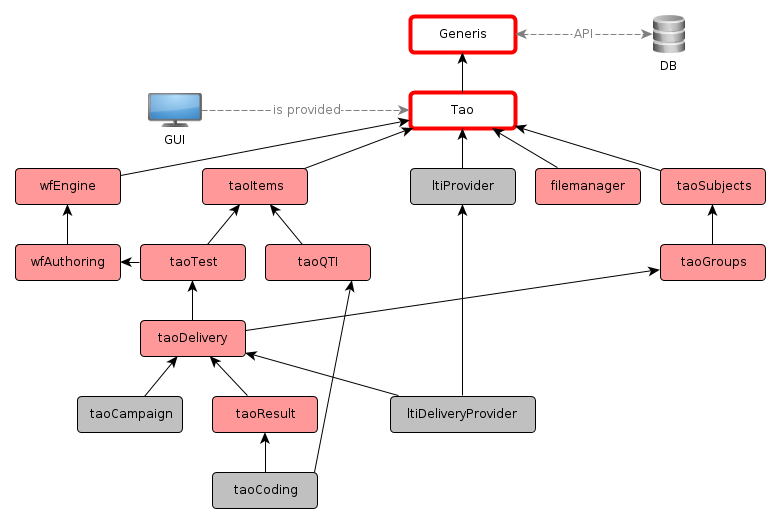 Generis
API
DB
GUI
is provided
Tao
wfEngine
taoItems
ltiProvider
filemanager
taoSubjects
wfAuthoring
taoTest
taoQTI
taoGroups
taoDelivery
taoCampaign
taoResult
ltiDeliveryProvider
taoCoding